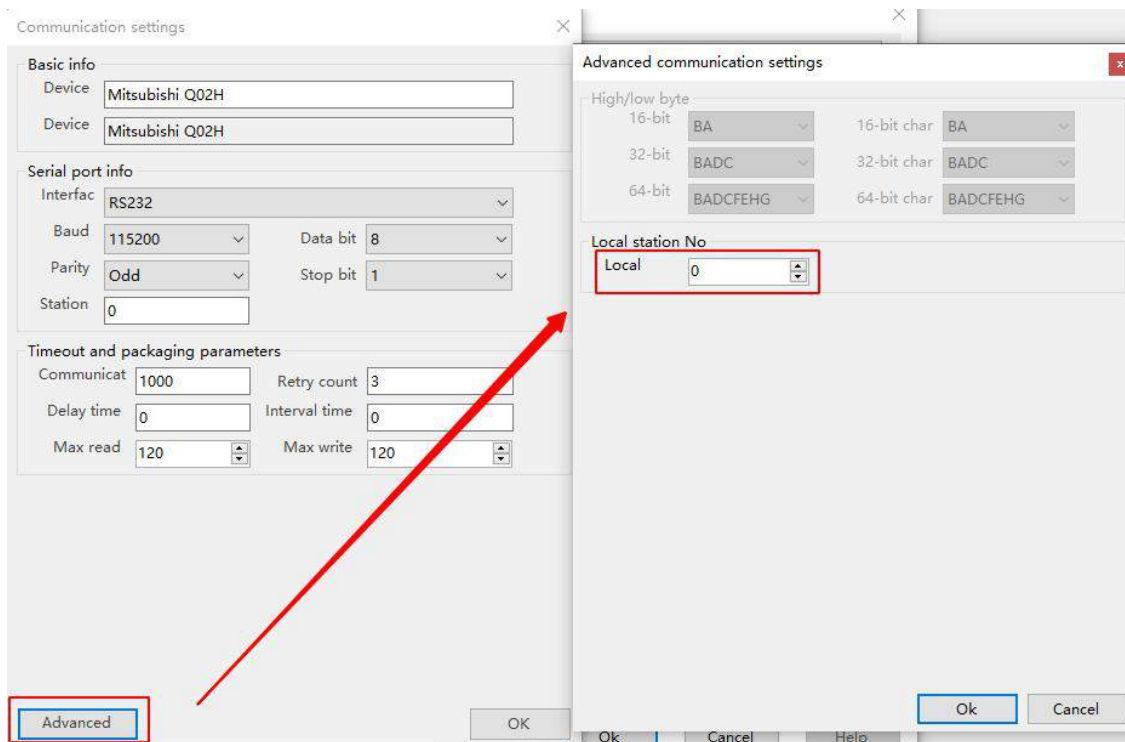 Communication settings
Basic info
Device Mitsubishi Q02H
Device Mitsubishi Q02H
Serial port info
Interfac RS232
Baud 115200 Data bit 8
Parity Odd Stop bit 1
Station 0
Timeout and packaging parameters
Communicat 1000 Retry count 3
Delay time 0 Interval time 0
Max read 120 Max write 120
Advanced OK
Advanced communication settings
x
High/low byte
16-bit BA 16-bit char BA
32-bit BADC 32-bit char BADC
64-bit BADCFEHG 64-bit char BADCFEHG
Local station No
Local 0
Ok Cancel
Ok Cancel Help